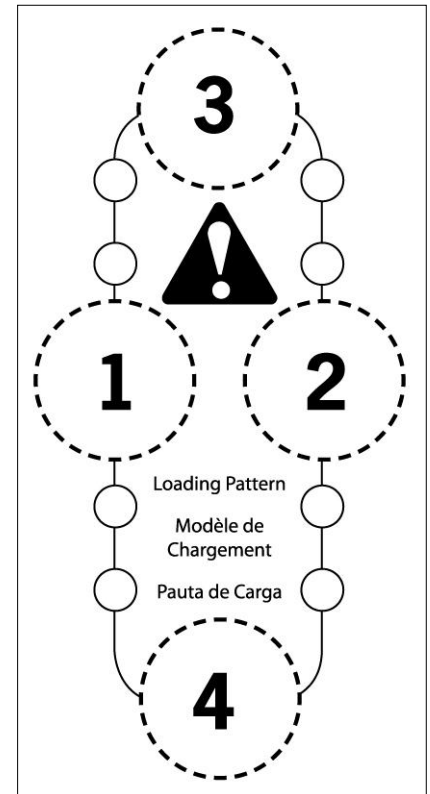 3
1 2
Loading Pattern
Modèle de
Chargement
Pauta de Carga
4